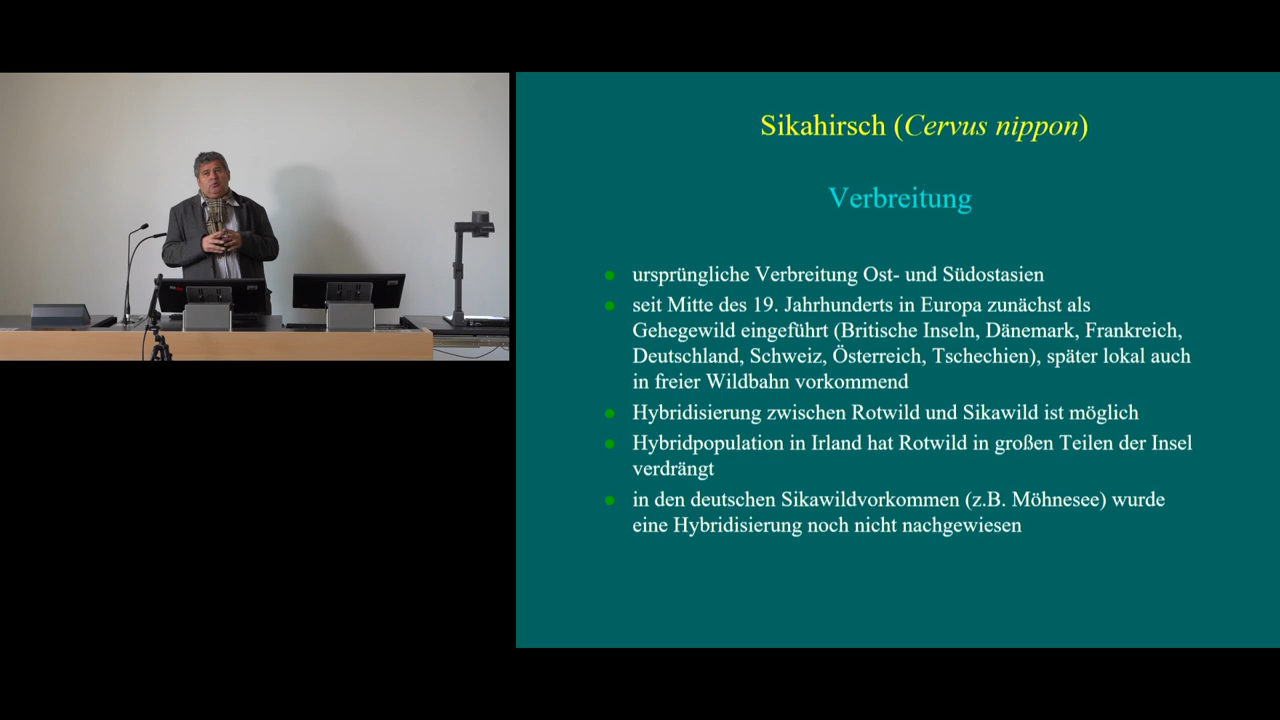 Sikahirsch (Cervus nippon)
Verbreitung
ursprüngliche Verbreitung Ost- und Südostasien
seit Mitte des 19. Jahrhunderts in Europa zunächst als
Gehegewild eingeführt (Britische Inseln, Dänemark, Frankreich,
Deutschland, Schweiz, Österreich, Tschechien), später lokal auch
in freier Wildbahn vorkommend
Hybridisierung zwischen Rotwild und Sikawild ist möglich
Hybridpopulation in Irland hat Rotwild in großen Teilen der Insel
verdrängt
in den deutschen Sikawildvorkommen (z.B. Möhnesee) wurde
eine Hybridisierung noch nicht nachgewiesen